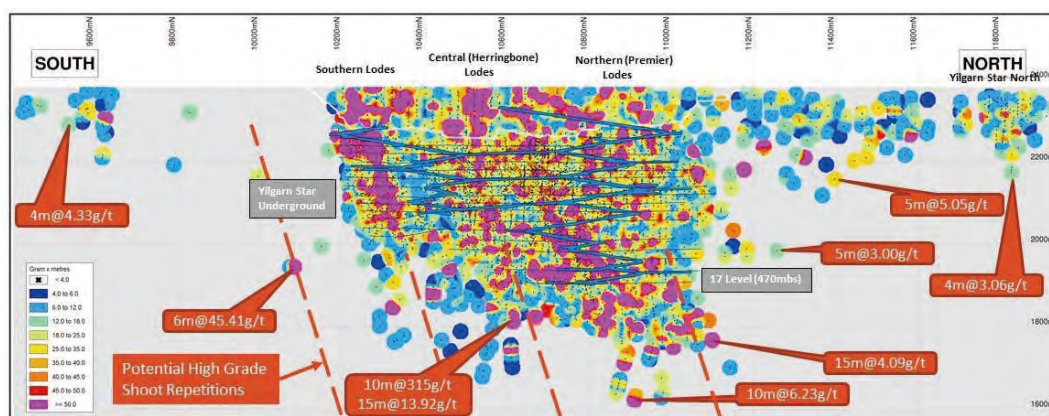 9600mN
9800mN
10000mN
10200mN
10400mN
10600mN
10800mN
11000mN
11200mN
11400mN
11600mN
11800mN
SOUTH
Southern Lodes
Central (Herringbone)
Lodes
Northern (Premier)
Lodes
NORTH
Yilgarn Star North
2200m
2000m
1800m
1600m
4m@4.33g/t
Yilgarn Star
Underground
5m@5.05g/t
5m@3.00g/t
17 Level (470mbs)
4m@3.06g/t
Gram x metres
< 4.0
4.0 to 6.0
6.0 to 12.0
12.0 to 18.0
18.0 to 25.0
25.0 to 35.0
35.0 to 40.0
40.0 to 45.0
45.0 to 50.0
>= 50.0
6m@45.41g/t
Potential High Grade
Shoot Repetitions
10m@315g/t
15m@13.92g/t
15m@4.09g/t
10m@6.23g/t